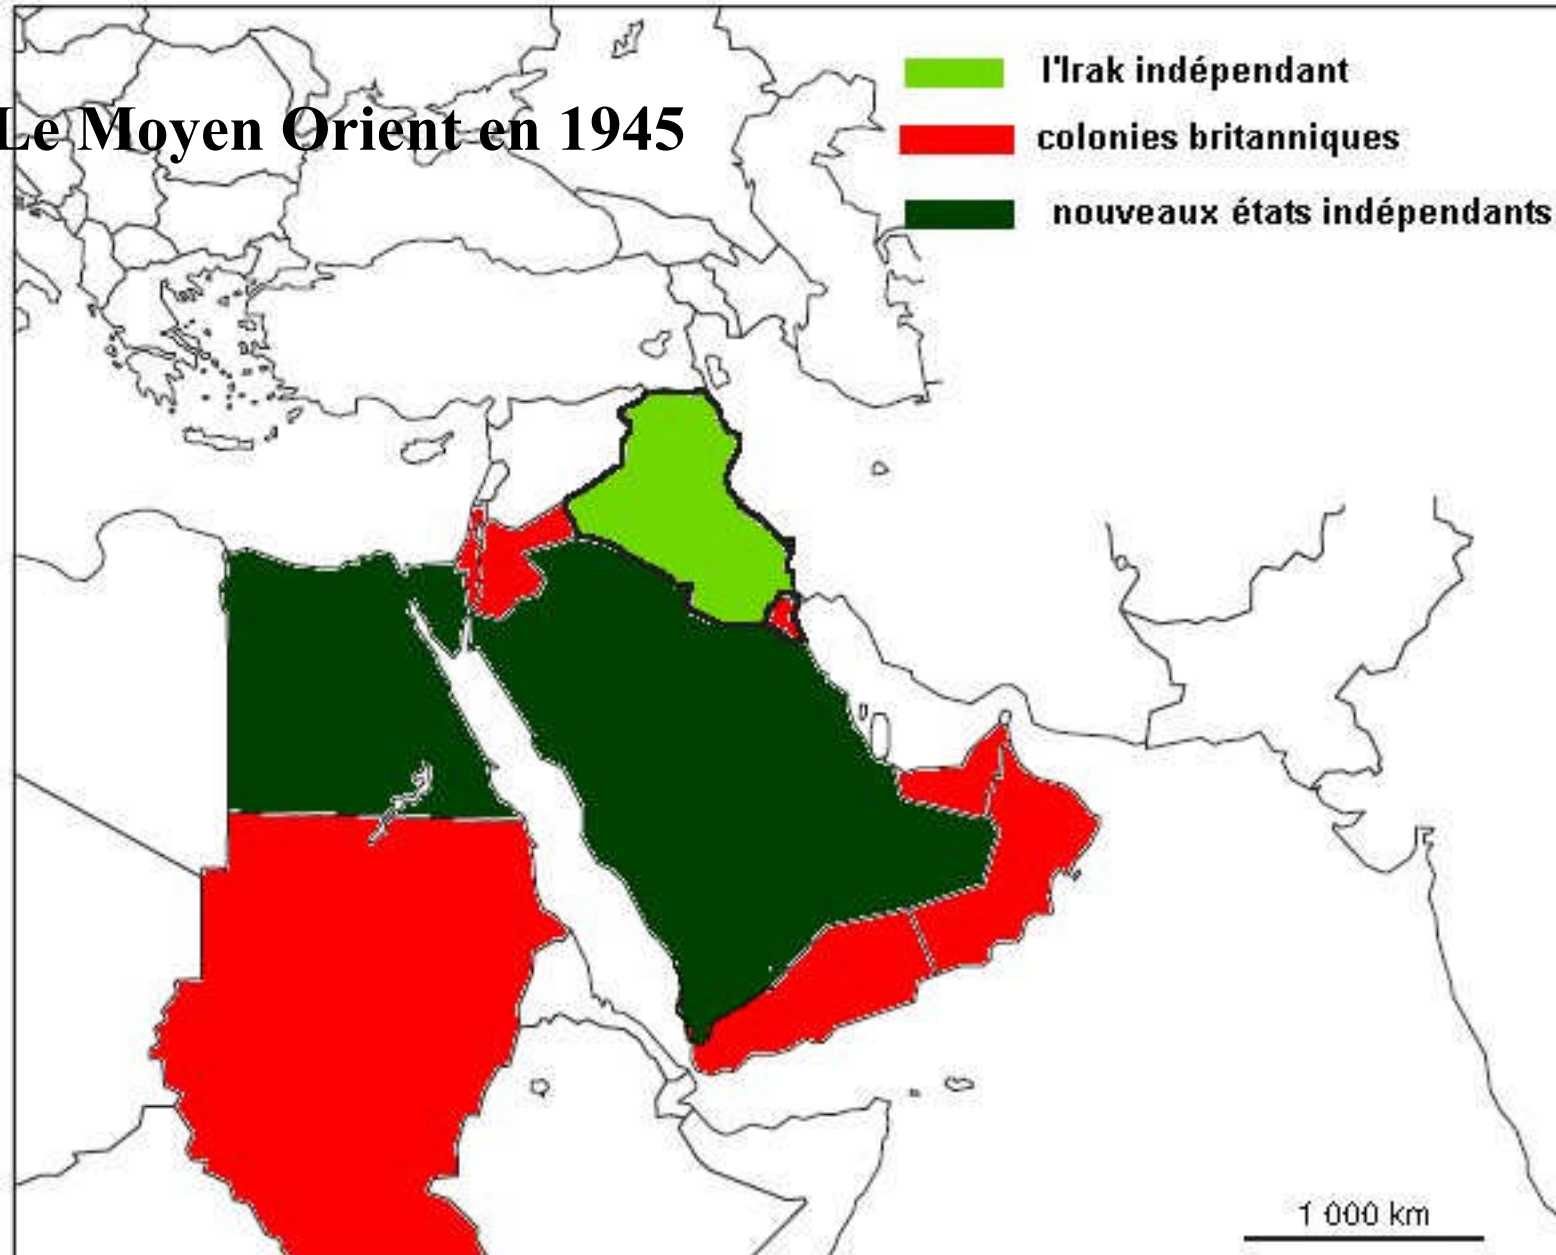 l'Irak indépendant
Le Moyen Orient en 1945
colonies britanniques
nouveaux états indépendants
1 000 km